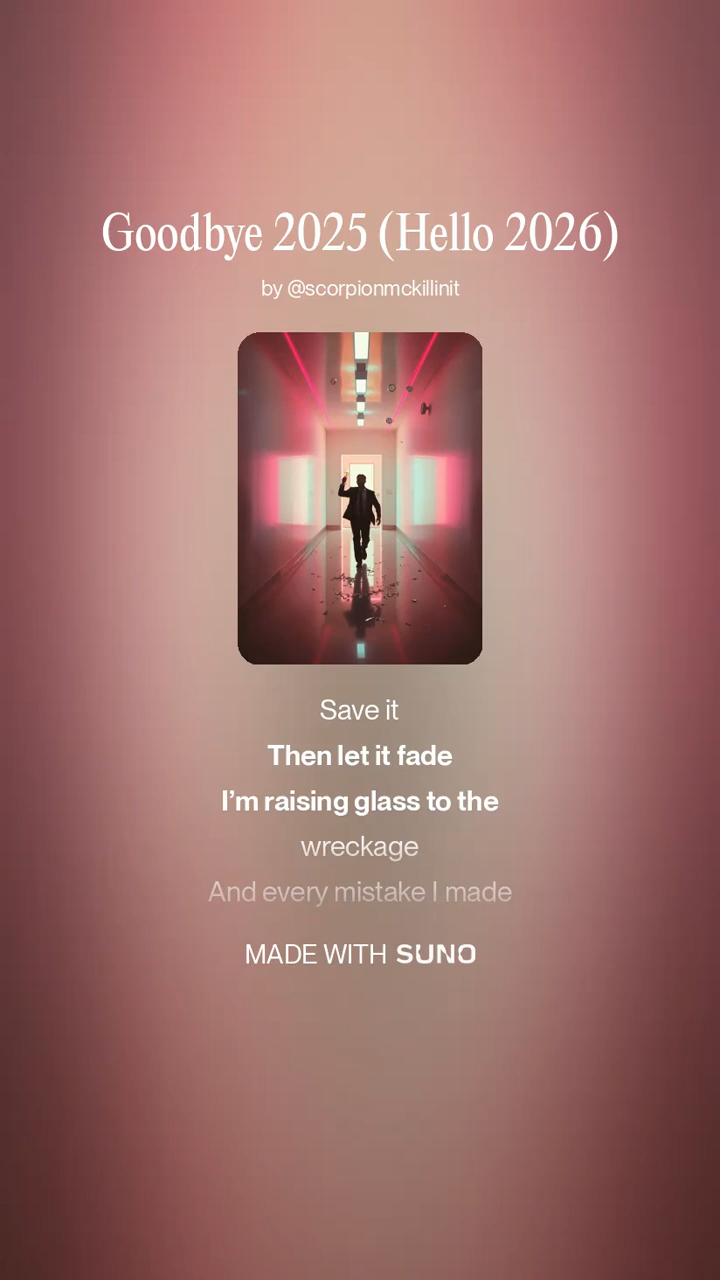 Goodbye 2025 (Hello 2026)
by @scorpionmckillinit
Save it
Then let it fade
I'm raising glass to the
wreckage
And every mistake I made
MADE WITH SUNO